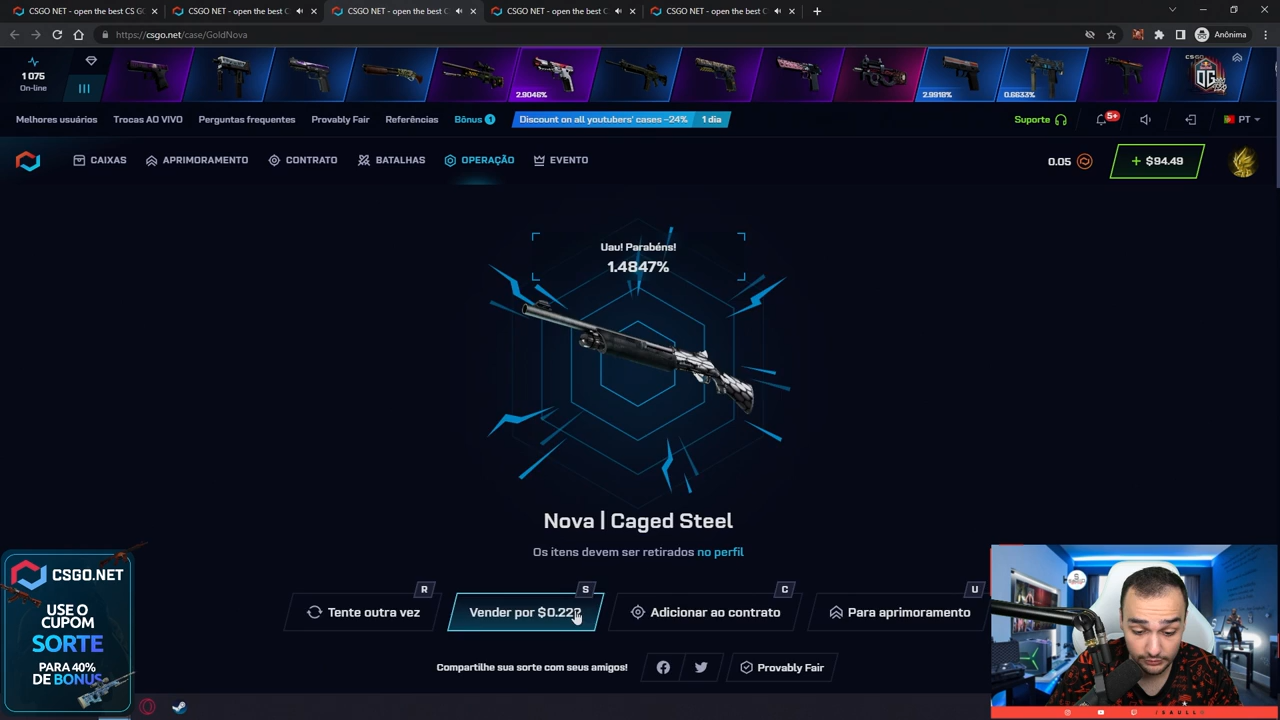 CSGO NET - open the best CS GO
CSGO NET - open the best C
CSGO NET - open the best C
CSGO NET - open the best C
CSGO NET - open the best C
https://csgo.net/case/GoldNova
Anônima
1 075
On-line
2.9046%
2.9918%
0.6633%
Melhores usuários
Trocas AO VIVO
Perguntas frequentes
Provably Fair
Referências
Bônus 1
Discount on all youtubers' cases -24%
1 dia
Suporte
5+
PT
CAIXAS
APRIMORAMENTO
CONTRATO
BATALHAS
OPERAÇÃO
EVENTO
0.05
+ $94.49
Uau! Parabéns!
1.4847%
Nova | Caged Steel
Os itens devem ser retirados no perfil
R
S
C
U
Tente outra vez
Vender por $0.22
Adicionar ao contrato
Para aprimoramento
Compartilhe sua sorte com seus amigos!
Provably Fair
CSGO.NET
USE O
CUPOM
SORTE
PARA 40%
DE BONUS